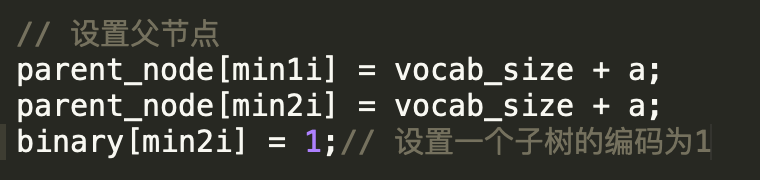 // 设置父节点
parent_node[min1i] = vocab_size + a;
parent_node[min2i] = vocab_size + a;
binary[min2i] = 1;// 设置一个子树的编码为1